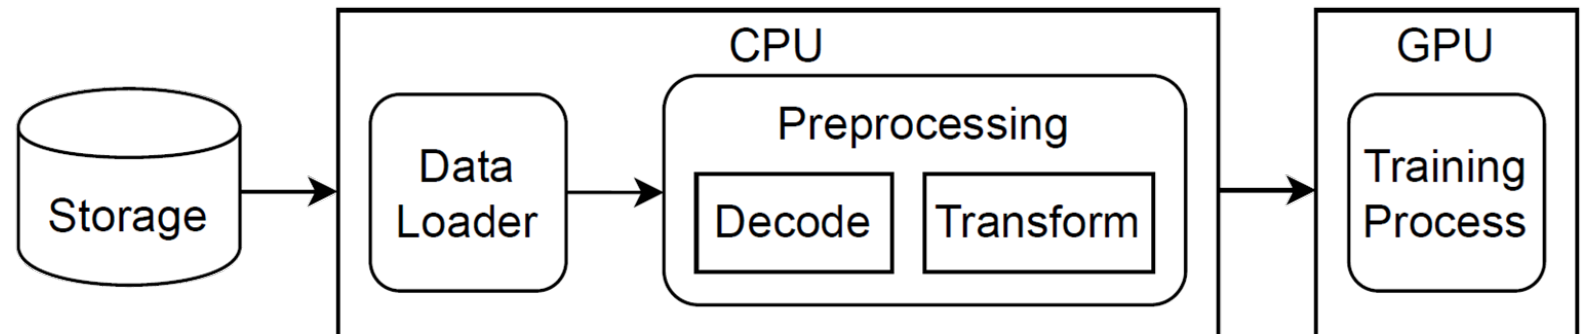 CPU
GPU
Storage
Data
Loader
Preprocessing
Decode
Transform
Training
Process